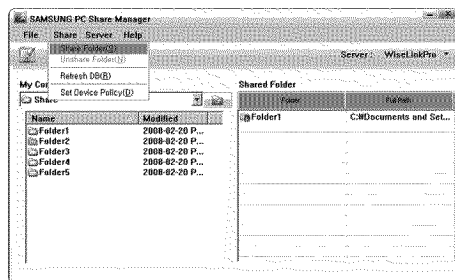 SAMSUNG PC Share Manager
File Share Server Help
Share Folder(S)
Unshare Folder(N)
Refresh DB(R)
Set Device Policy(D)
Server : WiseLinkPro
My Co
Share
Name Modified
Folder1 2008-02-20 P...
Folder2 2008-02-20 P...
Folder3 2008-02-20 P...
Folder4 2008-02-20 P...
Folder5 2008-02-20 P...
Shared Folder
Folder Full Path
Folder1 C:\Documents and Set...